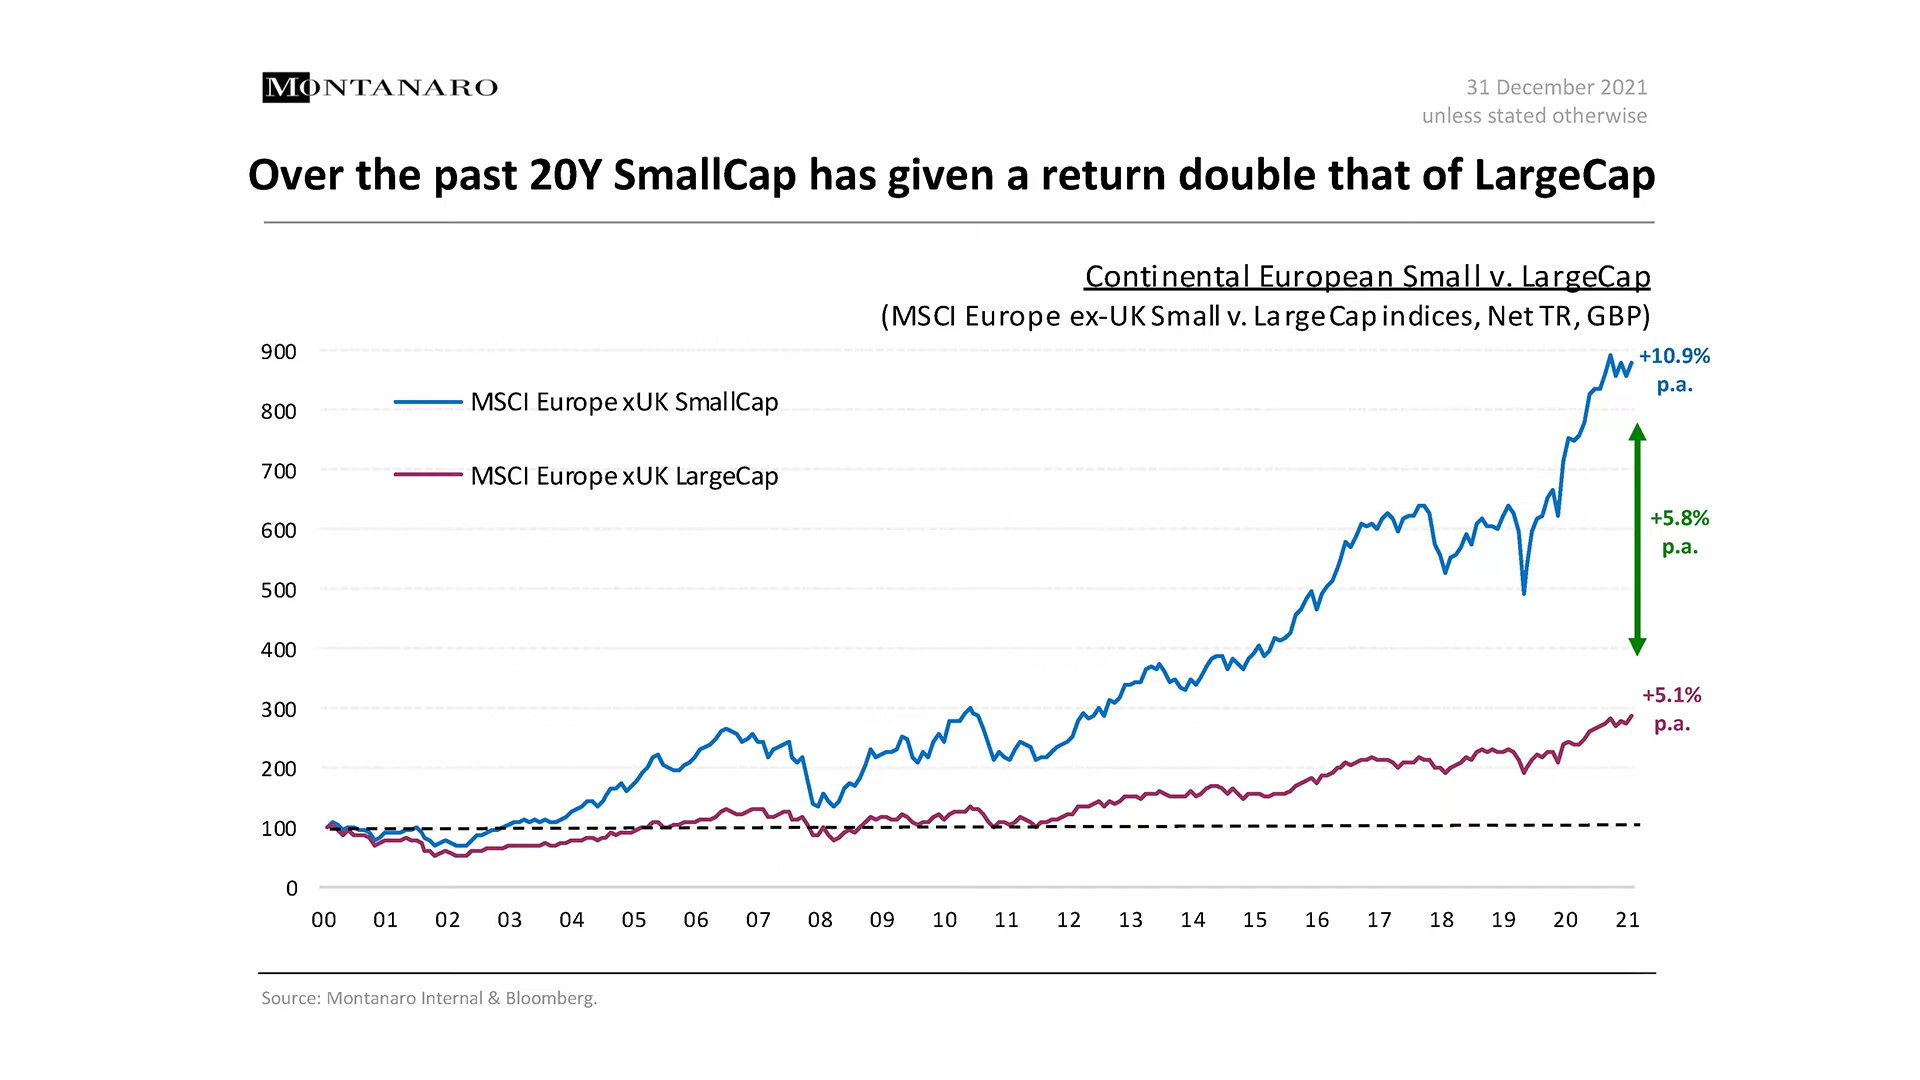 MONTANARO
31 December 2021
unless stated otherwise
Over the past 20Y SmallCap has given a return double that of LargeCap
Continental European Small v. LargeCap
(MSCI Europe ex-UK Small v. LargeCap indices, Net TR, GBP)
MSCI Europe xUK SmallCap
MSCI Europe xUK LargeCap
900
800
700
600
500
400
300
200
100
0
+10.9%
p.a.
+5.8%
p.a.
+5.1%
p.a.
00 01 02 03 04 05 06 07 08 09 10 11 12 13 14 15 16 17 18 19 20 21
Source: Montanaro Internal & Bloomberg.